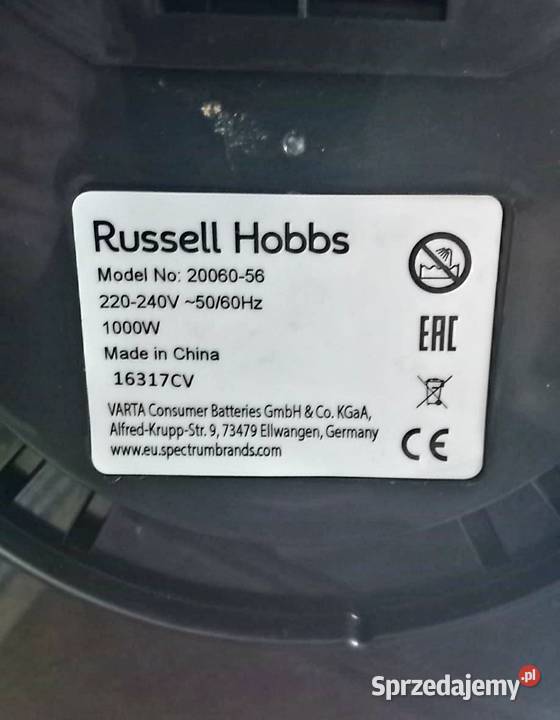 Russell Hobbs
Model No: 20060-56
220-240V ~50/60Hz
1000W
Made in China
16317CV
VARTA Consumer Batteries GmbH & Co. KGaA,
Alfred-Krupp-Str. 9, 73479 Ellwangen, Germany
www.eu.spectrumbrands.com
EAC
CE
Sprzedajemy.pl